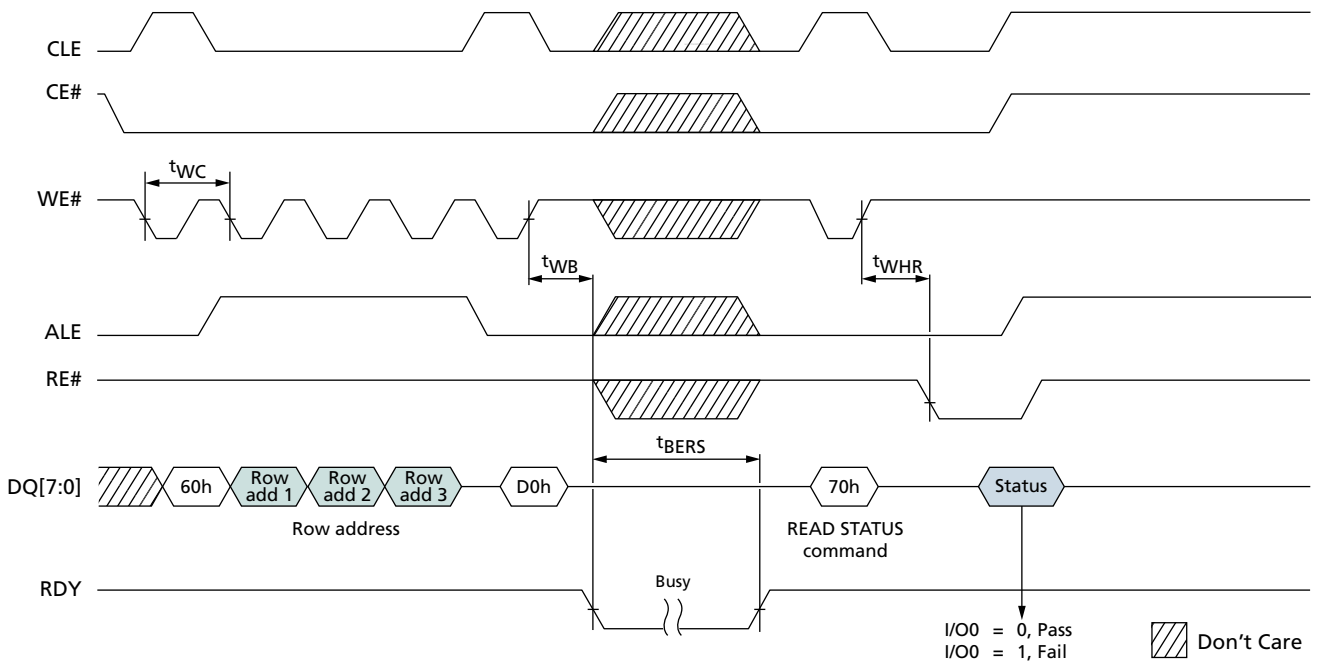 CLE
CE#
tWC
WE#
tWB
tWHR
ALE
RE#
tBERS
DQ[7:0]
60h
Row
add 1
Row
add 2
Row
add 3
D0h
70h
Status
Row address
READ STATUS
command
RDY
Busy
I/O0 = 0, Pass
I/O0 = 1, Fail
Don't Care